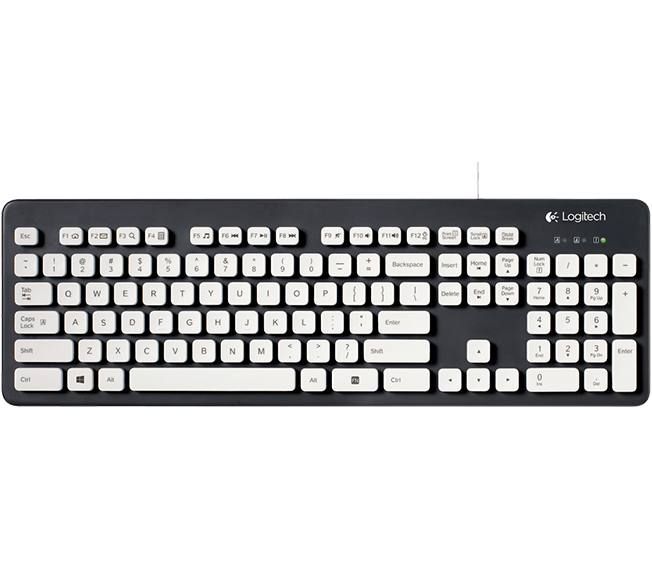 Logitech
Esc F1 F2 F3 F4 F5 F6 F7 F8 F9 F10 F11 F12 Print Screen Scroll Lock Pause Break
~ ` ! 1 @ 2 # 3 $ 4 % 5 ^ 6 & 7 * 8 ( 9 ) 0 — - + = Backspace Insert Home Page Up Num Lock / * −
Tab Q W E R T Y U I O P { [ } ] | \ Delete End Page Down 7 Home 8 9 Pg Up +
Caps Lock A A S D F G H J K L : ; " ' Enter 4 5 6
Shift Z X C V B N M < , > . ? / Shift 1 End 2 3 Pg Dn Enter
Ctrl Alt Alt FN Ctrl 0 Ins . Del